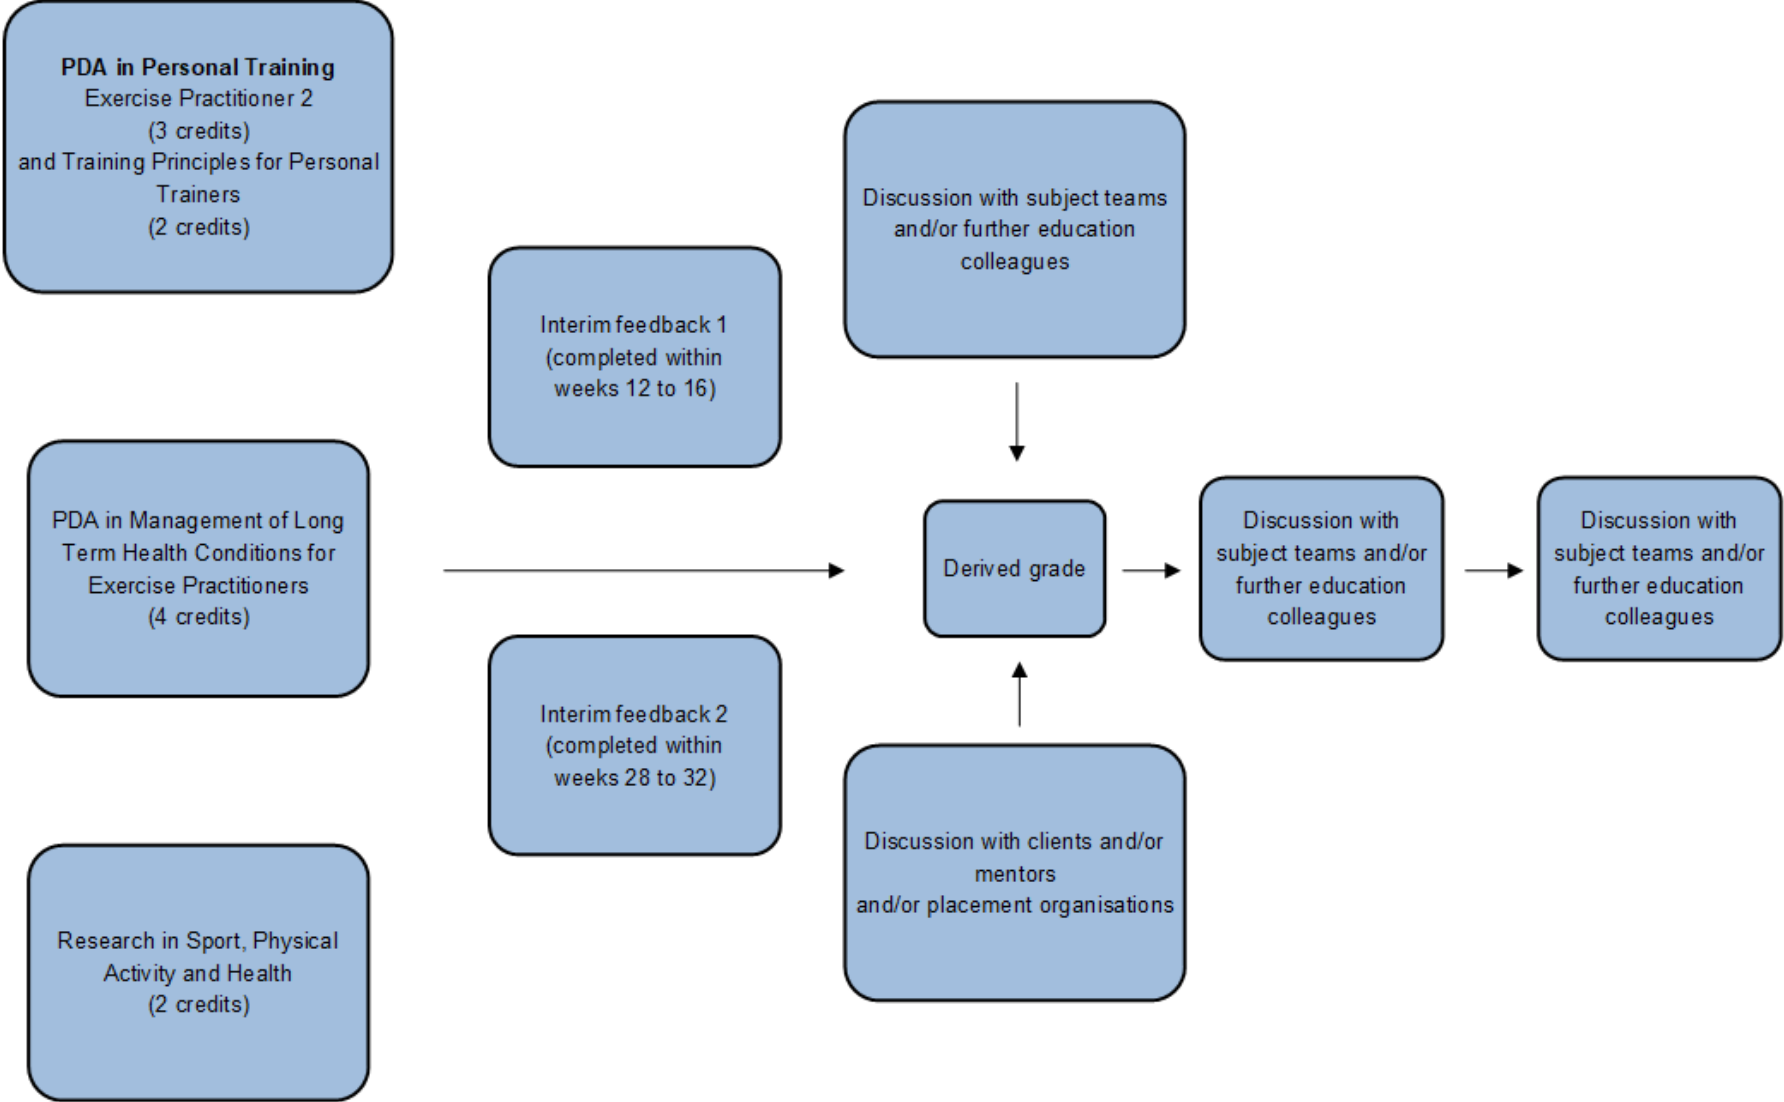 PDA in Personal Training
Exercise Practitioner 2
(3 credits)
and Training Principles for Personal
Trainers
(2 credits)
PDA in Management of Long
Term Health Conditions for
Exercise Practitioners
(4 credits)
Research in Sport, Physical
Activity and Health
(2 credits)
Interim feedback 1
(completed within
weeks 12 to 16)
Interim feedback 2
(completed within
weeks 28 to 32)
Discussion with subject teams
and/or further education
colleagues
Derived grade
Discussion with clients and/or
mentors
and/or placement organisations
Discussion with
subject teams and/or
further education
colleagues
Discussion with
subject teams and/or
further education
colleagues